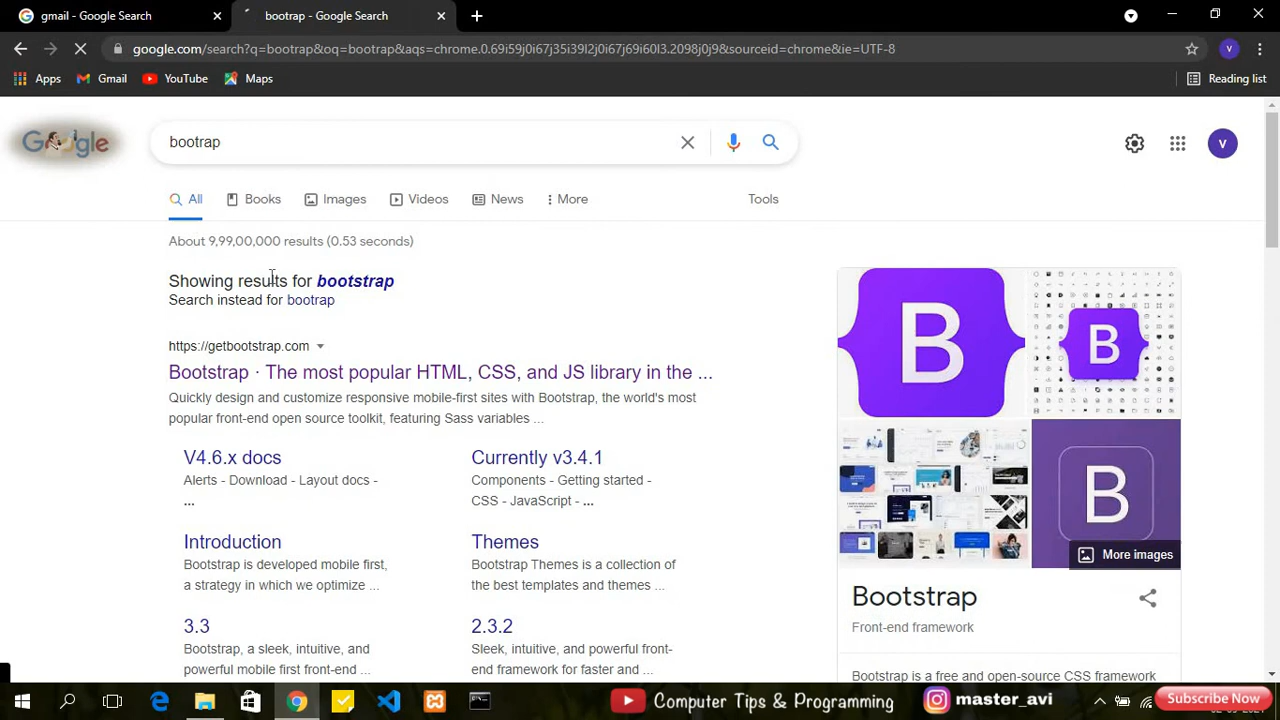 gmail - Google Search
bootrap - Google Search
google.com/search?q=bootrap&oq=bootrap&aqs=chrome.0.69i59j0i67j35i39l2j0i67j69i60l3.2098j0j9&sourceid=chrome&ie=UTF-8
V
Apps
Gmail
YouTube
Maps
Reading list
Google
bootrap
V
All
Books
Images
Videos
News
More
Tools
About 9,99,00,000 results (0.53 seconds)
Showing results for bootstrap
Search instead for bootrap
https://getbootstrap.com
Bootstrap · The most popular HTML, CSS, and JS library in the ...
Quickly design and customize responsive mobile-first sites with Bootstrap, the world's most
popular front-end open source toolkit, featuring Sass variables ...
V4.6.x docs
Alerts - Download - Layout docs -
...
Currently v3.4.1
Components - Getting started -
CSS - JavaScript - ...
Introduction
Bootstrap is developed mobile first,
a strategy in which we optimize ...
Themes
Bootstrap Themes is a collection of
the best templates and themes ...
3.3
Bootstrap, a sleek, intuitive, and
powerful mobile first front-end ...
2.3.2
Sleek, intuitive, and powerful front-
end framework for faster and ...
B
B
B
More images
Bootstrap
Front-end framework
Bootstrap is a free and open-source CSS framework
Computer Tips & Programming
master_avi
Subscribe Now